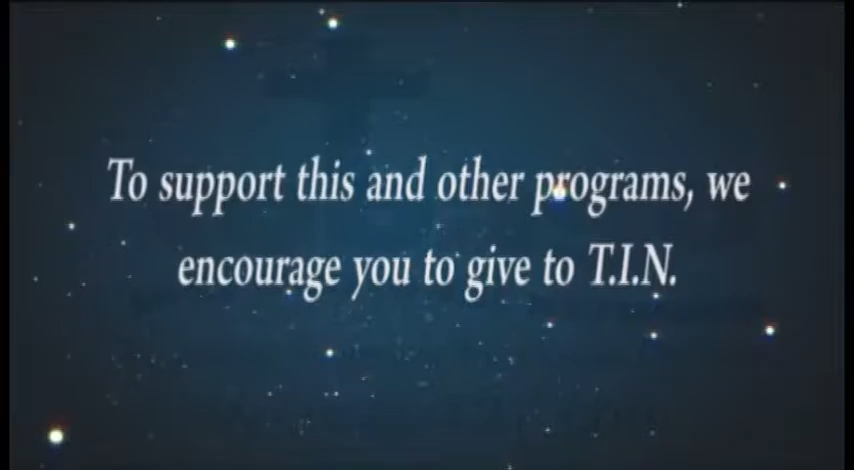 To support this and other programs, we
encourage you to give to T.I.N.